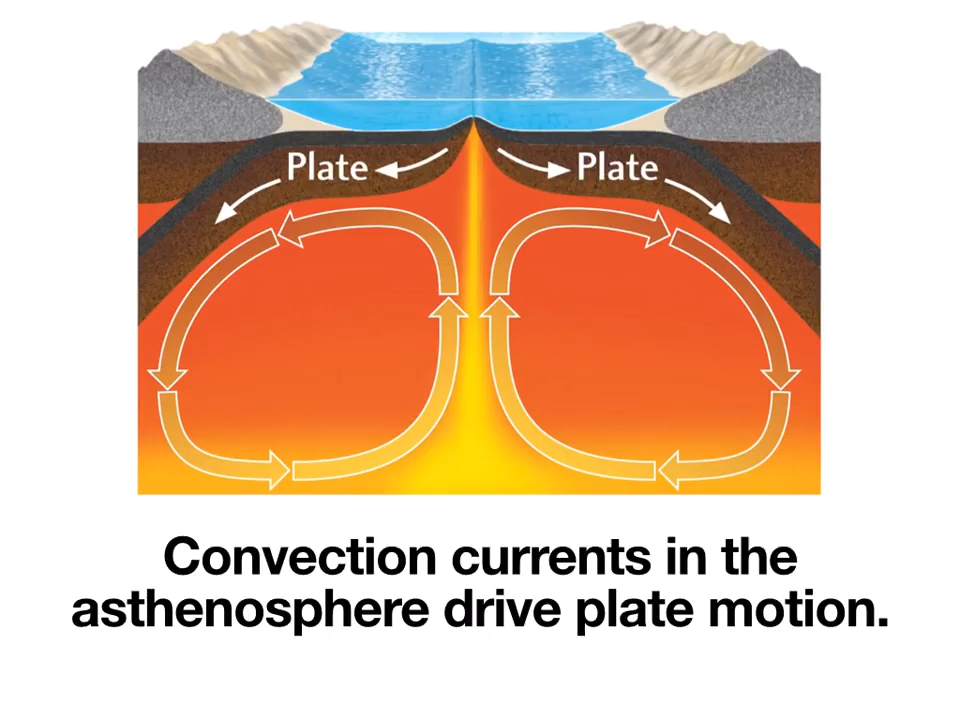 Plate Plate
Convection currents in the
asthenosphere drive plate motion.